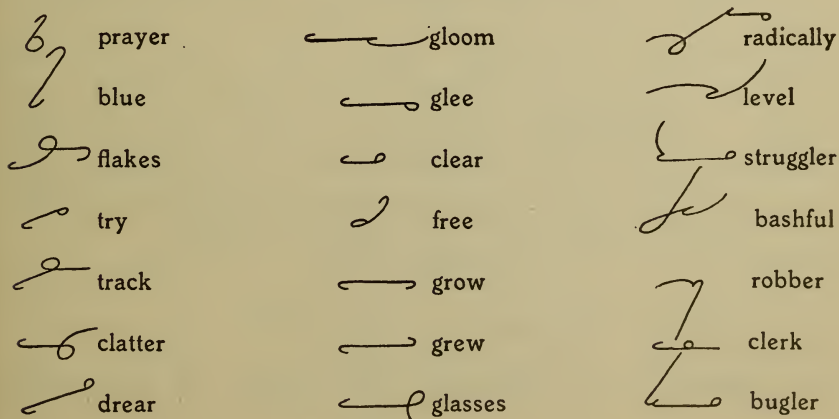 prayer gloom radically
blue glee level
flakes clear struggler
try free bashful
track grow robber
clatter grew clerk
drear glasses bugler